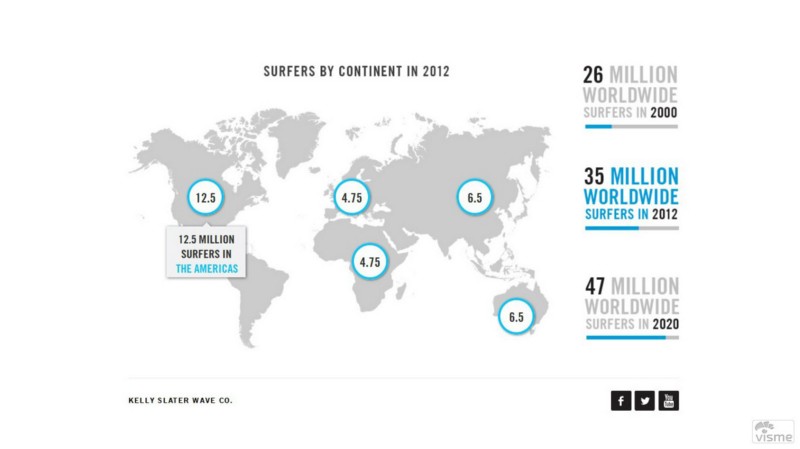 SURFERS BY CONTINENT IN 2012
26 MILLION
WORLDWIDE
SURFERS IN 2000
12.5
4.75
6.5
35 MILLION
WORLDWIDE
SURFERS IN 2012
12.5 MILLION
SURFERS IN
THE AMERICAS
4.75
6.5
47 MILLION
WORLDWIDE
SURFERS IN 2020
KELLY SLATER WAVE CO.
f
You
Tube
visme